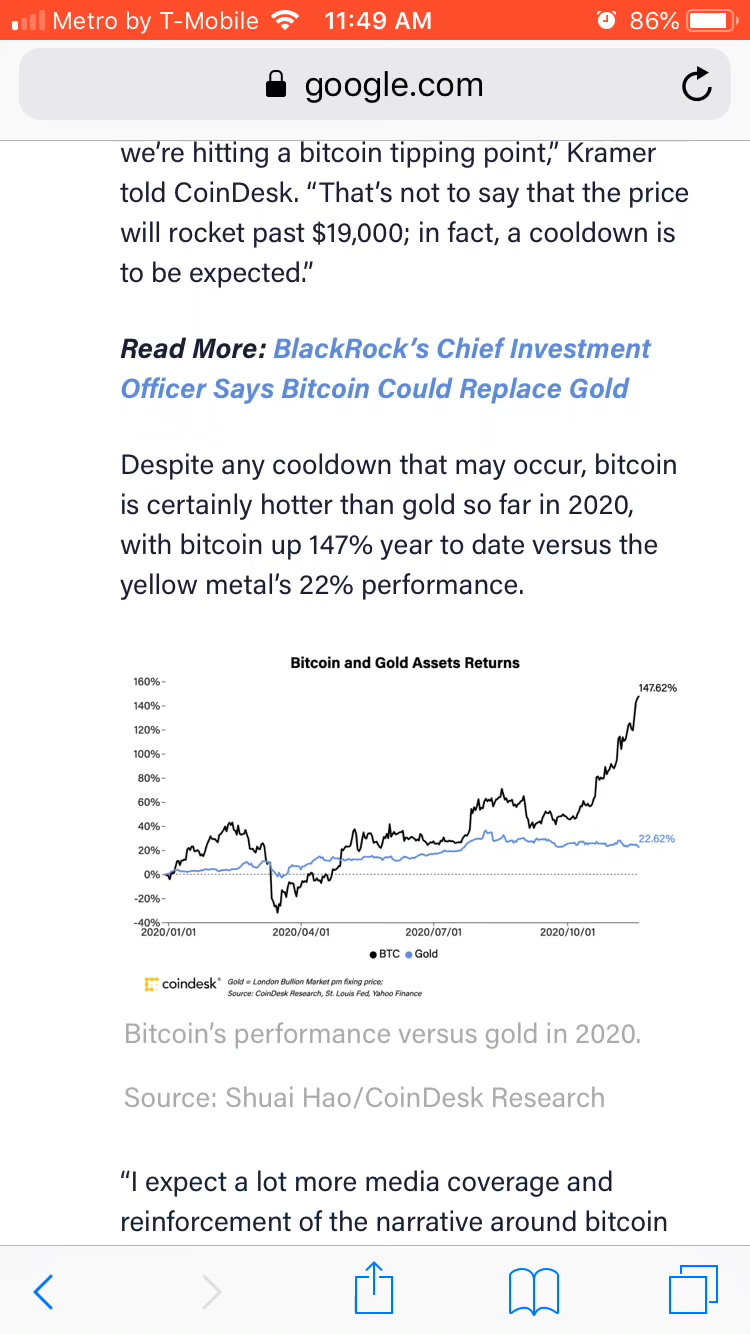 Metro by T-Mobile 11:49 AM 86%
google.com
we’re hitting a bitcoin tipping point,” Kramer
told CoinDesk. “That’s not to say that the price
will rocket past $19,000; in fact, a cooldown is
to be expected.”
Read More: BlackRock’s Chief Investment
Officer Says Bitcoin Could Replace Gold
Despite any cooldown that may occur, bitcoin
is certainly hotter than gold so far in 2020,
with bitcoin up 147% year to date versus the
yellow metal’s 22% performance.
Bitcoin and Gold Assets Returns
160%
147.62%
140%
120%
100%
80%
60%
40%
22.62%
20%
0%
-20%
-40%
2020/01/01 2020/04/01 2020/07/01 2020/10/01
BTC Gold
coindesk Gold = London Bullion Market pm fixing price;
Source: CoinDesk Research, St. Louis Fed, Yahoo Finance
Bitcoin’s performance versus gold in 2020.
Source: Shuai Hao/CoinDesk Research
“I expect a lot more media coverage and
reinforcement of the narrative around bitcoin